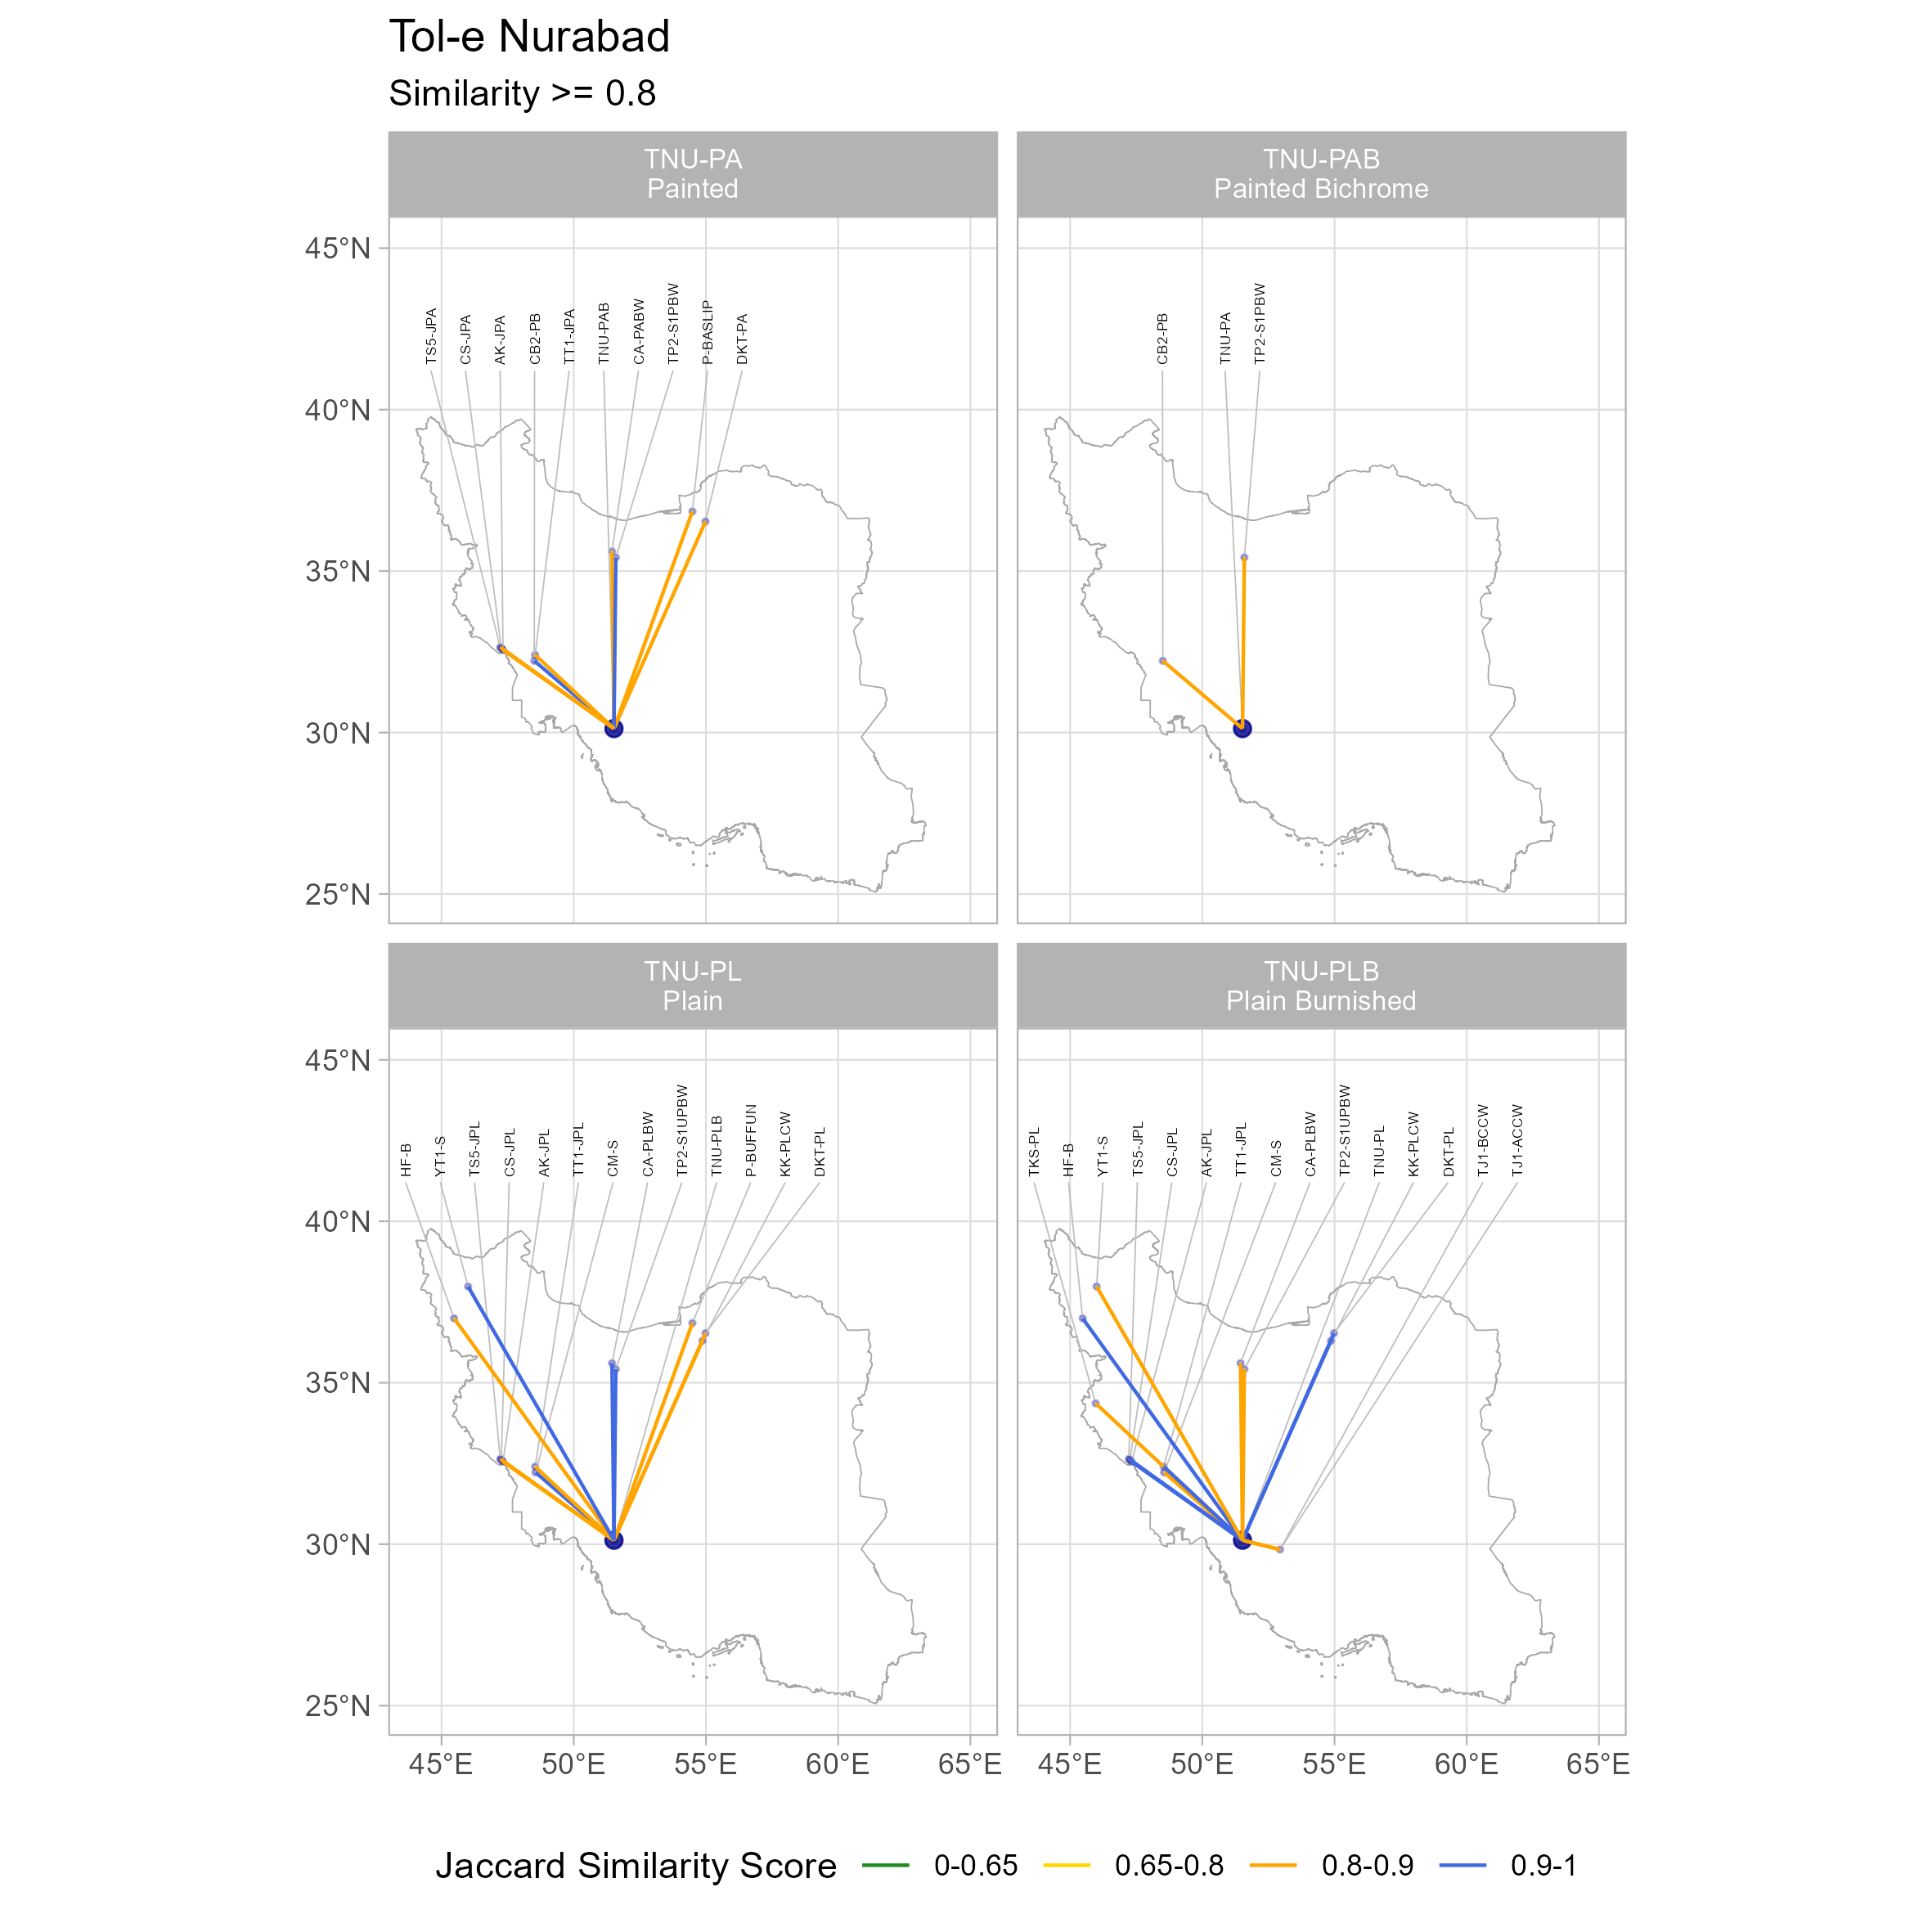 Tol-e Nurabad
Similarity >= 0.8
TNU-PA
Painted
TNU-PAB
Painted Bichrome
45°N
40°N
35°N
30°N
25°N
TS5-JPA
CS-JPA
AK-JPA
CB2-PB
TT1-JPA
TNU-PAB
CA-PABW
TP2-S1PBW
P-BASLIP
DKT-PA
CB2-PB
TNU-PA
TP2-S1PBW
TNU-PL
Plain
TNU-PLB
Plain Burnished
45°N
40°N
35°N
30°N
25°N
HF-B
YT1-S
TS5-JPL
CS-JPL
AK-JPL
TT1-JPL
CM-S
CA-PLBW
TP2-S1UPBW
TNU-PLB
P-BUFFUN
KK-PLCW
DKT-PL
TKS-PL
HF-B
YT1-S
TS5-JPL
CS-JPL
AK-JPL
TT1-JPL
CM-S
CA-PLBW
TP2-S1UPBW
TNU-PL
KK-PLCW
DKT-PL
TJ1-BCCW
TJ1-ACCW
45°E 50°E 55°E 60°E 65°E
45°E 50°E 55°E 60°E 65°E
Jaccard Similarity Score 0-0.65 0.65-0.8 0.8-0.9 0.9-1